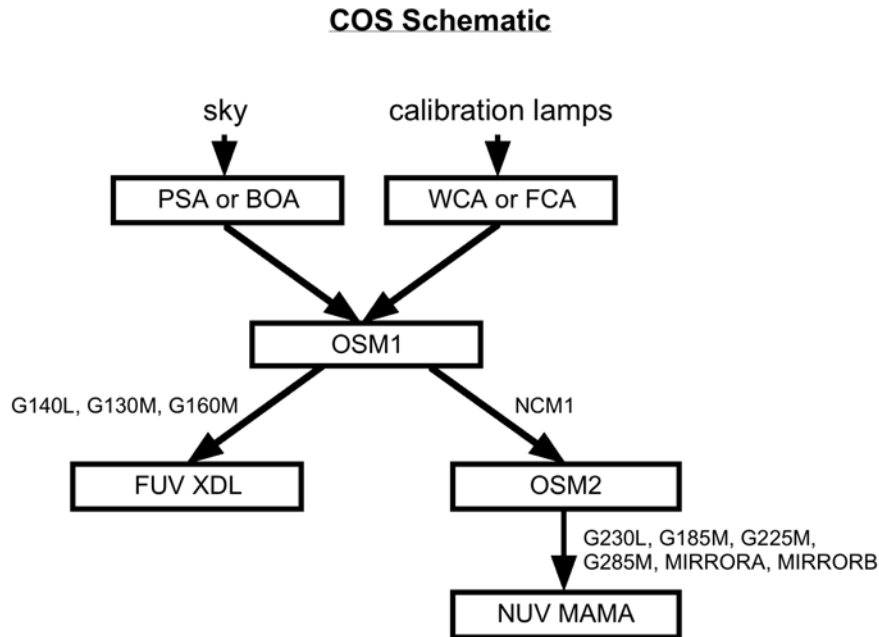 COS Schematic
sky
calibration lamps
PSA or BOA
WCA or FCA
OSM1
G140L, G130M, G160M
NCM1
FUV XDL
OSM2
G230L, G185M, G225M,
G285M, MIRRORA, MIRRORB
NUV MAMA